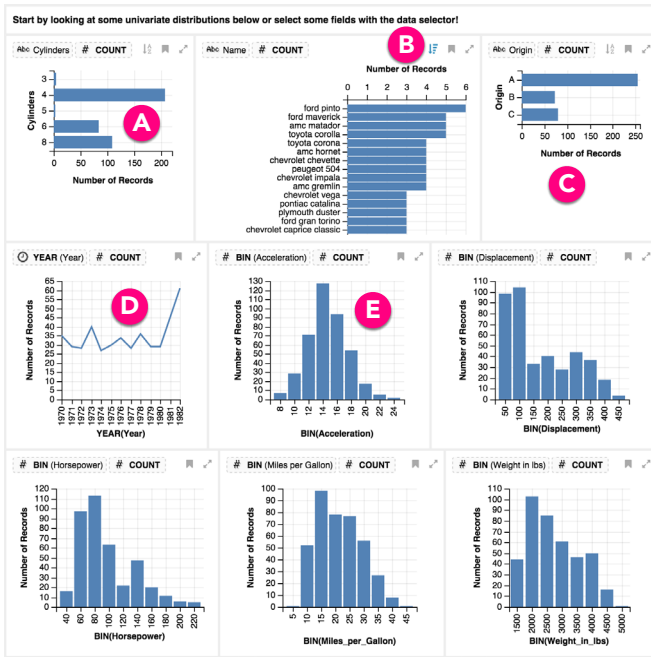 Start by looking at some univariate distributions below or select some fields with the data selector!
Abc Cylinders # COUNT
Cylinders
3
4
5
6
8
0 50 100 150 200
Number of Records
A
Abc Name # COUNT
B
Number of Records
0 1 2 3 4 5 6
ford pinto
ford maverick
amc matador
toyota corolla
toyota corona
amc hornet
chevrolet chevette
peugeot 504
chevrolet impala
amc gremlin
chevrolet vega
pontiac catalina
plymouth duster
ford gran torino
chevrolet caprice classic
Abc Origin # COUNT
Origin
A
B
C
0 50 100 150 200 250
Number of Records
C
YEAR (Year) # COUNT
Number of Records
65
60
55
50
45
40
35
30
25
20
15
10
5
0
1970 1971 1972 1973 1974 1975 1976 1977 1978 1979 1980 1981 1982
YEAR(Year)
D
# BIN (Acceleration) # COUNT
Number of Records
130
120
110
100
90
80
70
60
50
40
30
20
10
0
8 10 12 14 16 18 20 22 24
BIN(Acceleration)
E
# BIN (Displacement) # COUNT
Number of Records
110
100
90
80
70
60
50
40
30
20
10
0
50 100 150 200 250 300 350 400 450
BIN(Displacement)
# BIN (Horsepower) # COUNT
Number of Records
120
110
100
90
80
70
60
50
40
30
20
10
0
40 60 80 100 120 140 160 180 200 220
BIN(Horsepower)
# BIN (Miles per Gallon) # COUNT
Number of Records
100
90
80
70
60
50
40
30
20
10
0
5 10 15 20 25 30 35 40 45
BIN(Miles_per_Gallon)
# BIN (Weight in lbs) # COUNT
Number of Records
110
100
90
80
70
60
50
40
30
20
10
0
1500 2000 2500 3000 3500 4000 4500 5000
BIN(Weight_in_lbs)